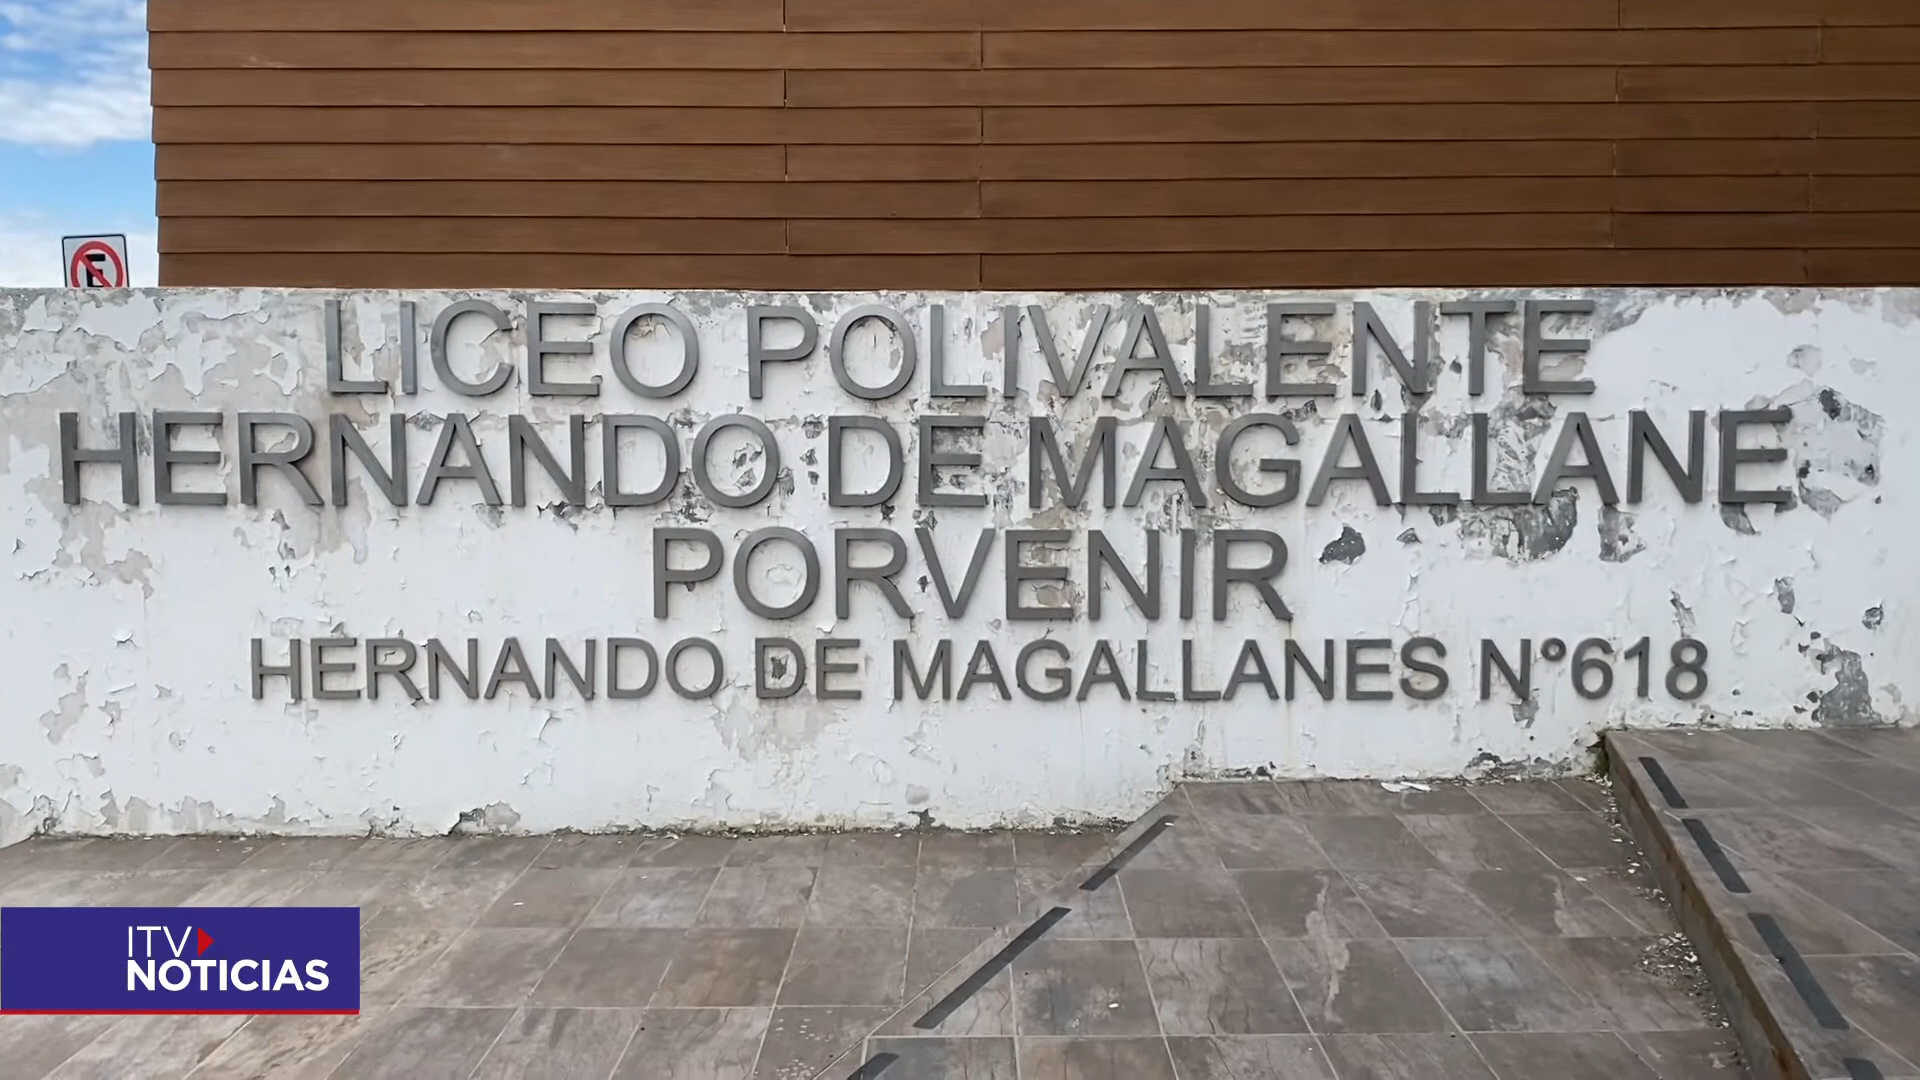 E
LICEO POLIVALENTE
HERNANDO DE MAGALLANE
PORVENIR
HERNANDO DE MAGALLANES N°618
ITV
NOTICIAS